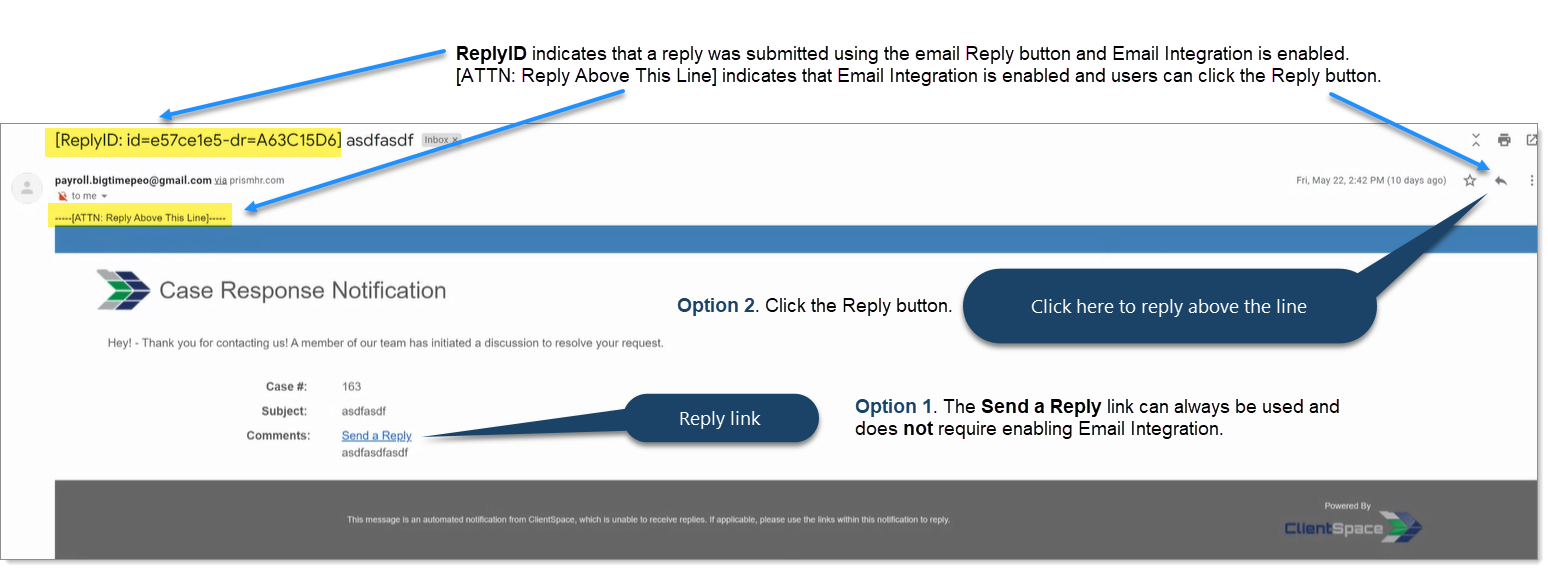 ReplyID indicates that a reply was submitted using the email Reply button and Email Integration is enabled.
[ATTN: Reply Above This Line] indicates that Email Integration is enabled and users can click the Reply button.
[ReplyID: id=e57ce1e5-dr=A63C15D6] asdfasdf Inbox ×
payroll.bigtimepeo@gmail.com via prismhr.com
Fri, May 22, 2:42 PM (10 days ago)
to me
-----[ATTN: Reply Above This Line]-----
Case Response Notification
Option 2. Click the Reply button.
Click here to reply above the line
Hey! - Thank you for contacting us! A member of our team has initiated a discussion to resolve your request.
Case #: 163
Subject: asdfasdf
Comments: Send a Reply
asdfasdfasdf
Reply link
Option 1. The Send a Reply link can always be used and
does not require enabling Email Integration.
This message is an automated notification from ClientSpace, which is unable to receive replies. If applicable, please use the links within this notification to reply.
Powered By
ClientSpace